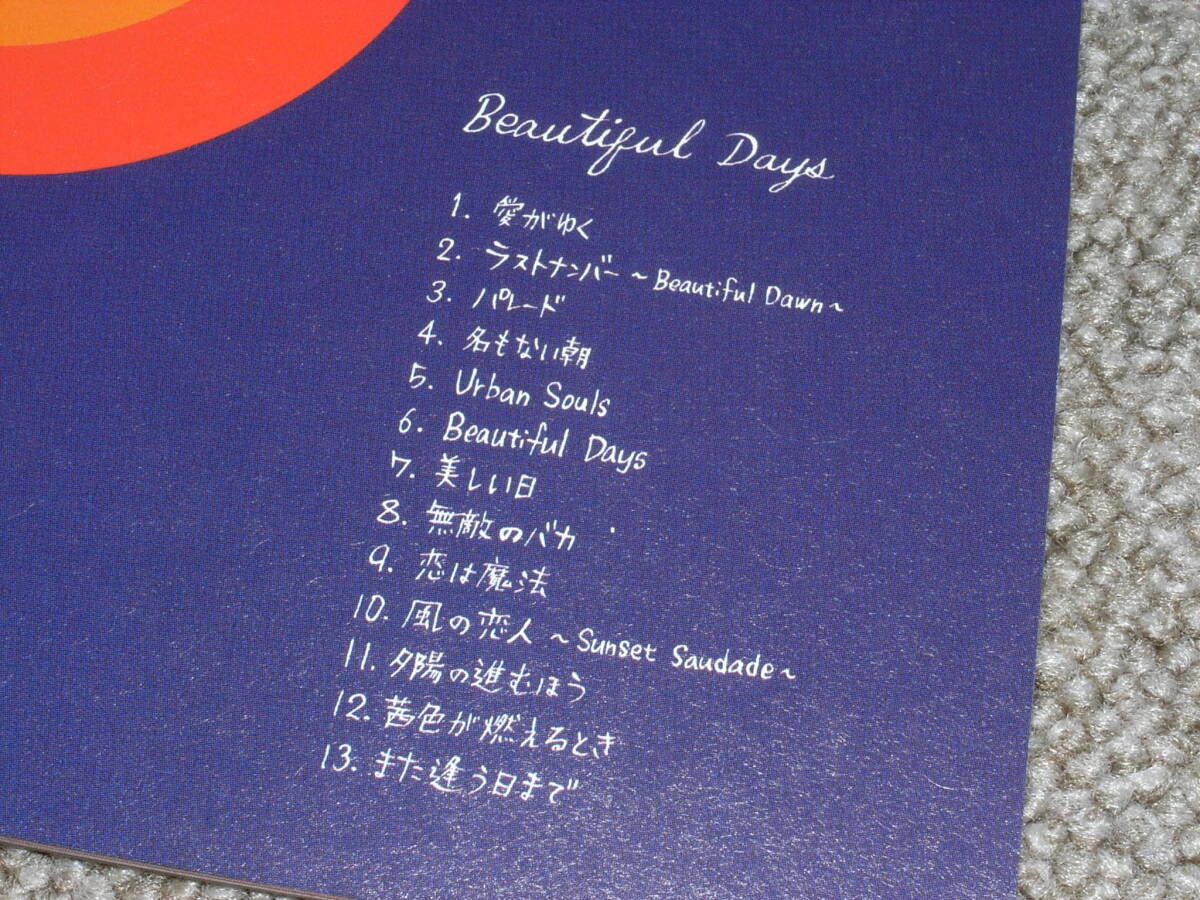 Beautiful Days
1. 愛がゆく
2. ラストナンバー ~ Beautiful Dawn ~
3. パレード
4. 名もない朝
5. Urban Souls
6. Beautiful Days
7. 美しい日
8. 無敵のバカ
9. 恋は魔法
10. 風の恋人 ~ Sunset Saudade ~
11. 夕陽の進むほう
12. 茜色が燃えるとき
13. また逢う日まで